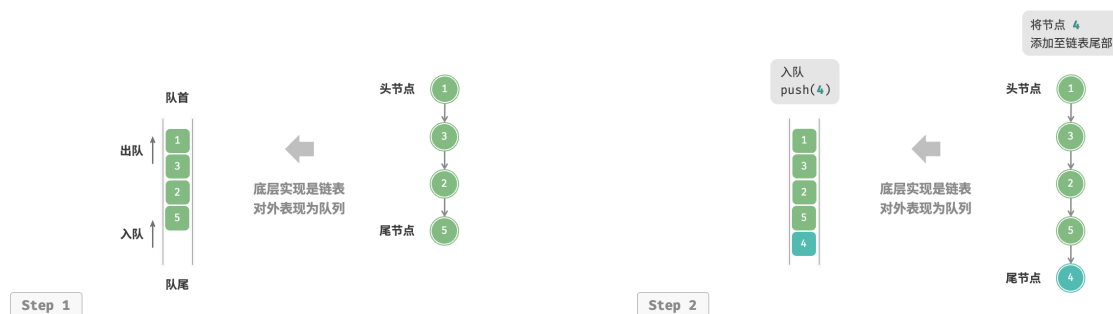 队首
1
3
2
5
出队
入队
队尾
底层实现是链表
对外表现为队列
头节点
1
3
2
5
尾节点
Step 1
入队
push(4)
1
3
2
5
4
底层实现是链表
对外表现为队列
将节点 4
添加至链表尾部
头节点
1
3
2
5
4
尾节点
Step 2